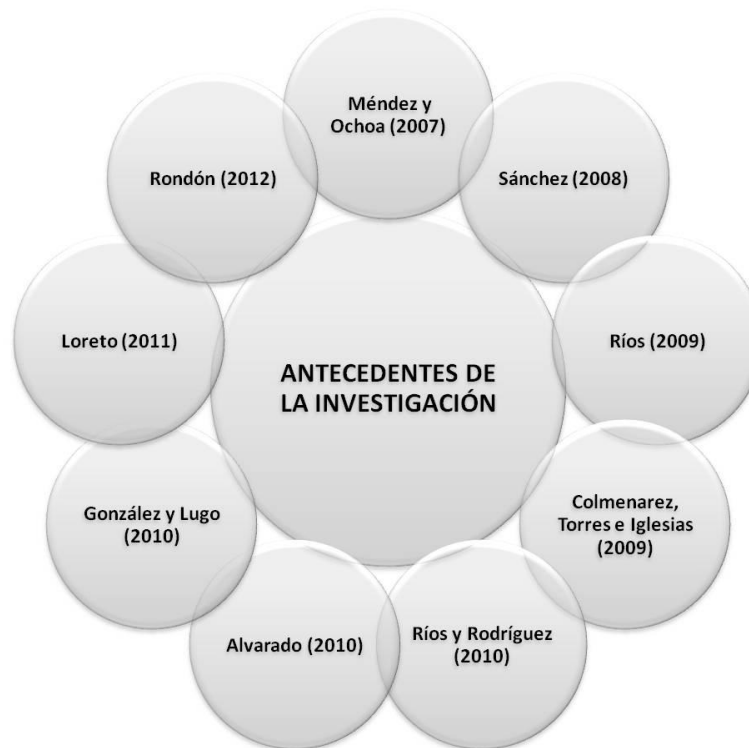 Méndez y
Ochoa (2007)
Sánchez (2008)
Ríos (2009)
Colmenarez,
Torres e Iglesias
(2009)
Ríos y Rodríguez
(2010)
Alvarado (2010)
González y Lugo
(2010)
Loreto (2011)
Rondón (2012)
ANTECEDENTES DE
LA INVESTIGACIÓN